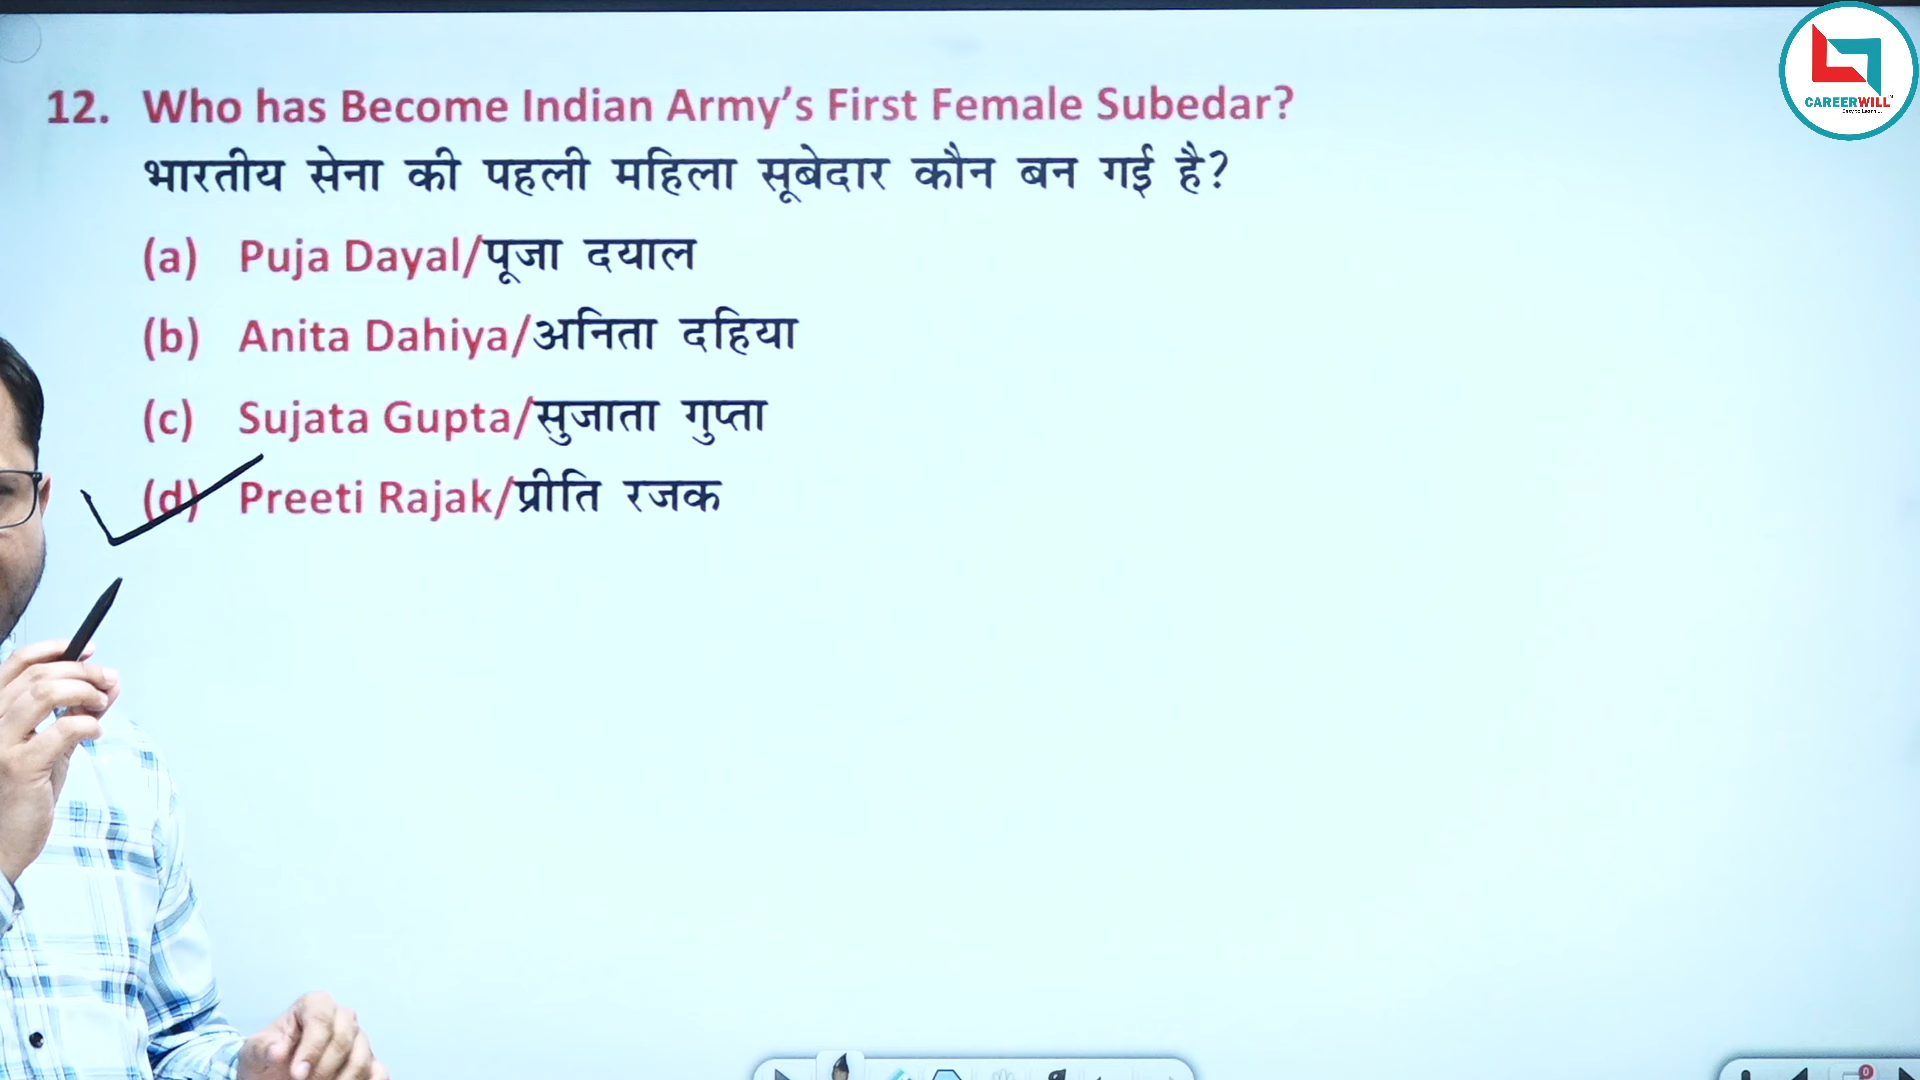 12. Who has Become Indian Army’s First Female Subedar?
भारतीय सेना की पहली महिला सूबेदार कौन बन गई है?
(a) Puja Dayal/पूजा दयाल
(b) Anita Dahiya/अनिता दहिया
(c) Sujata Gupta/सुजाता गुप्ता
(d) Preeti Rajak/प्रीति रजक
CAREERWILL
0